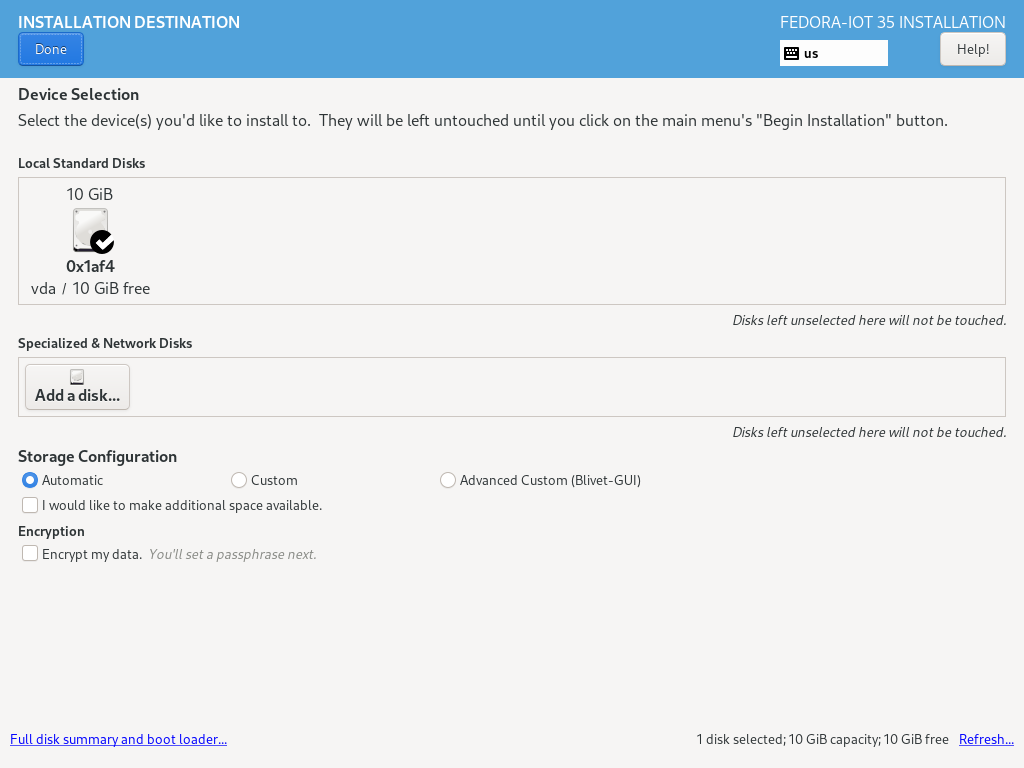 INSTALLATION DESTINATION
FEDORA-IOT 35 INSTALLATION
Done
us
Help!
Device Selection
Select the device(s) you'd like to install to.  They will be left untouched until you click on the main menu's "Begin Installation" button.
Local Standard Disks
10 GiB
0x1af4
vda / 10 GiB free
Disks left unselected here will not be touched.
Specialized & Network Disks
Add a disk...
Disks left unselected here will not be touched.
Storage Configuration
Automatic
Custom
Advanced Custom (Blivet-GUI)
I would like to make additional space available.
Encryption
Encrypt my data. You'll set a passphrase next.
Full disk summary and boot loader...
1 disk selected; 10 GiB capacity; 10 GiB free
Refresh...